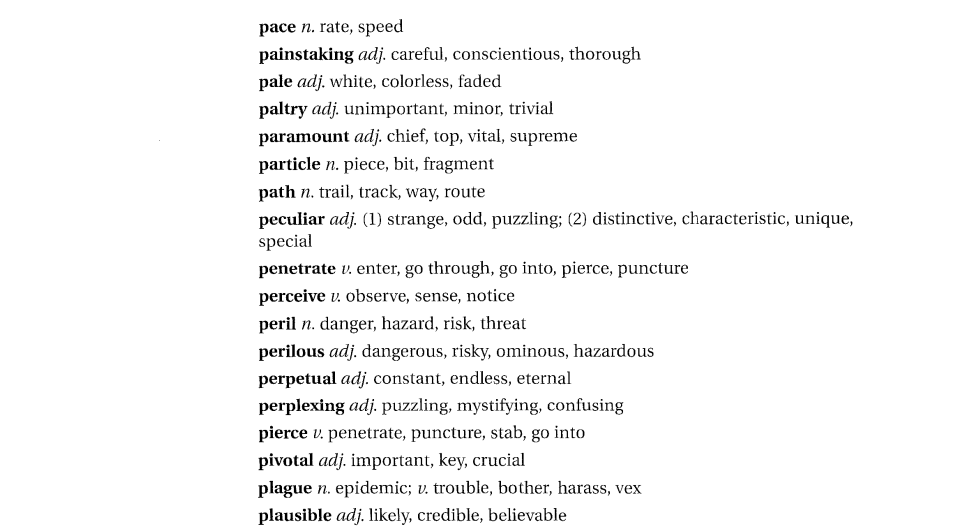 pace n. rate, speed
painstaking adj. careful, conscientious, thorough
pale adj. white, colorless, faded
paltry adj. unimportant, minor, trivial
paramount adj. chief, top, vital, supreme
particle n. piece, bit, fragment
path n. trail, track, way, route
peculiar adj. (1) strange, odd, puzzling; (2) distinctive, characteristic, unique,
special
penetrate v. enter, go through, go into, pierce, puncture
perceive v. observe, sense, notice
peril n. danger, hazard, risk, threat
perilous adj. dangerous, risky, ominous, hazardous
perpetual adj. constant, endless, eternal
perplexing adj. puzzling, mystifying, confusing
pierce v. penetrate, puncture, stab, go into
pivotal adj. important, key, crucial
plague n. epidemic; v. trouble, bother, harass, vex
plausible adj. likely, credible, believable